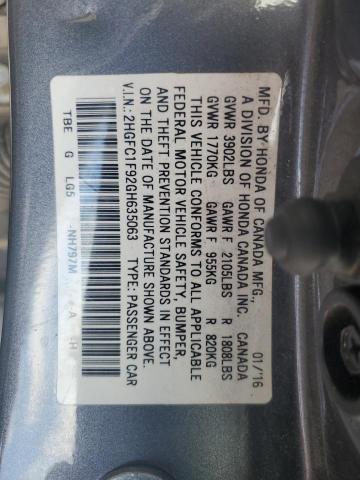 MFD. BY HONDA OF CANADA MFG.,
A DIVISION OF HONDA CANADA INC. CANADA 01/'16
GVWR 3902LBS GAWR F 2105LBS R 1808LBS
GVWR 1770KG GAWR F 955KG R 820KG
THIS VEHICLE CONFORMS TO ALL APPLICABLE
FEDERAL MOTOR VEHICLE SAFETY, BUMPER,
AND THEFT PREVENTION STANDARDS IN EFFECT
ON THE DATE OF MANUFACTURE SHOWN ABOVE.
V.I.N.: 2HGFC1F92GH635063 TYPE: PASSENGER CAR
TBE G LG5 -NH797M